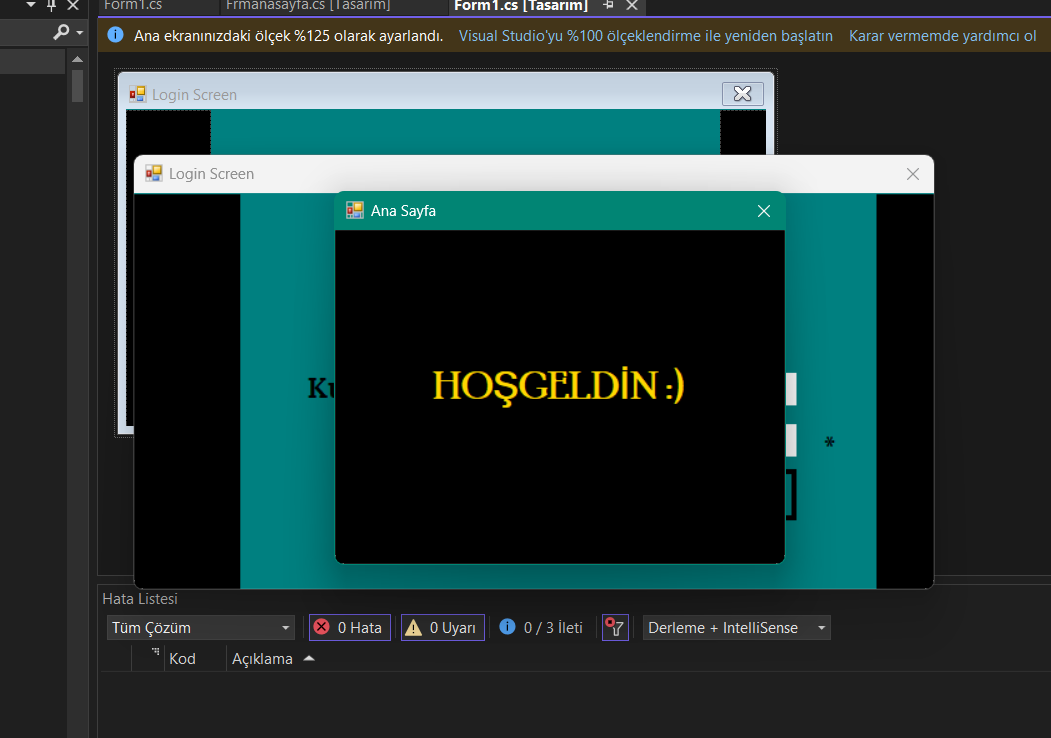 Form1.cs
Frmanasayfa.cs [Tasarım]
Form1.cs [Tasarım]
Ana ekranınızdaki ölçek %125 olarak ayarlandı. Visual Studio'yu %100 ölçeklendirme ile yeniden başlatın Karar vermemde yardımcı ol
Login Screen
Login Screen
Ana Sayfa
Ku
HOŞGELDİN :)
*
Hata Listesi
Tüm Çözüm
0 Hata
0 Uyarı
0 / 3 İleti
Derleme + IntelliSense
Kod
Açıklama